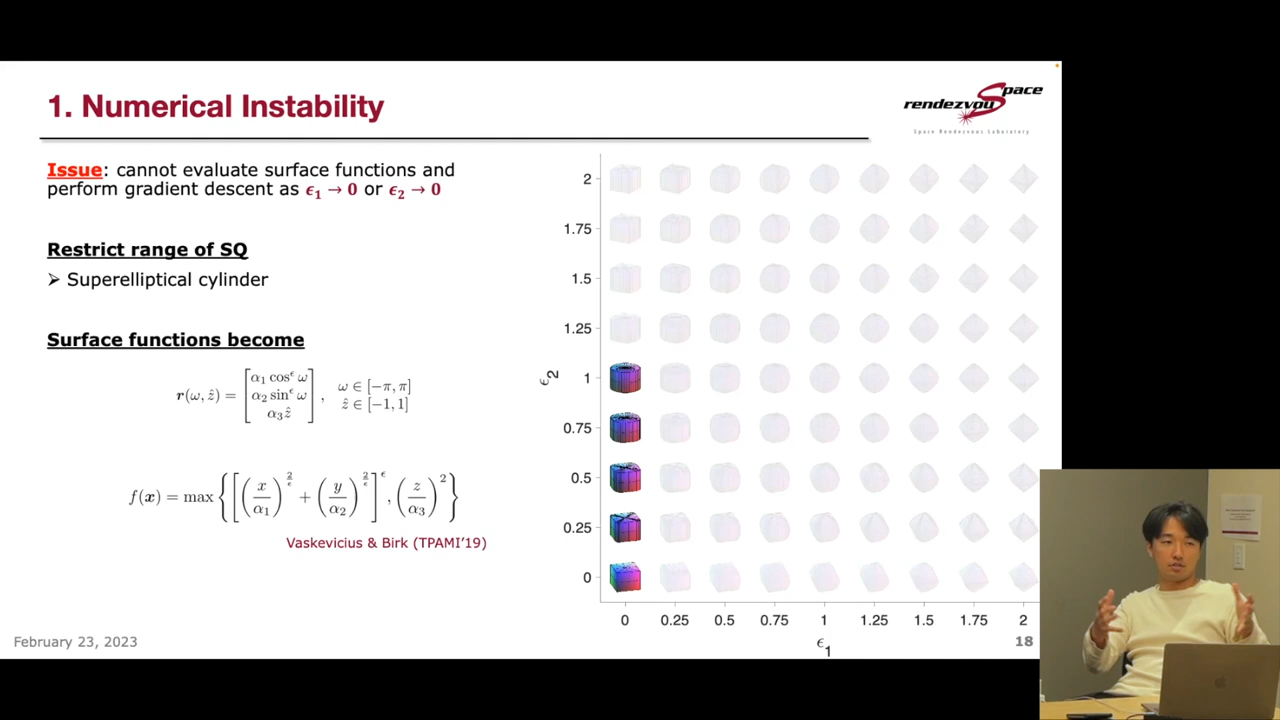 1. Numerical Instability
rendezvouSpace
Space Rendezvous Laboratory
Issue: cannot evaluate surface functions and
perform gradient descent as ϵ₁ → 0 or ϵ₂ → 0
Restrict range of SQ
➢ Superelliptical cylinder
Surface functions become
r(ω, ẑ) = [α₁ cos^ϵ ω; α₂ sin^ϵ ω; α₃ẑ], ω ∈ [−π, π] ẑ ∈ [−1, 1]
f(x) = max { [ (x/α₁)^(2/ϵ) + (y/α₂)^(2/ϵ) ]^ϵ , (z/α₃)² }
Vaskevicius & Birk (TPAMI'19)
2
1.75
1.5
1.25
1
0.75
0.5
0.25
0
ϵ₂
0 0.25 0.5 0.75 1 1.25 1.5 1.75 2
ϵ₁
February 23, 2023
18